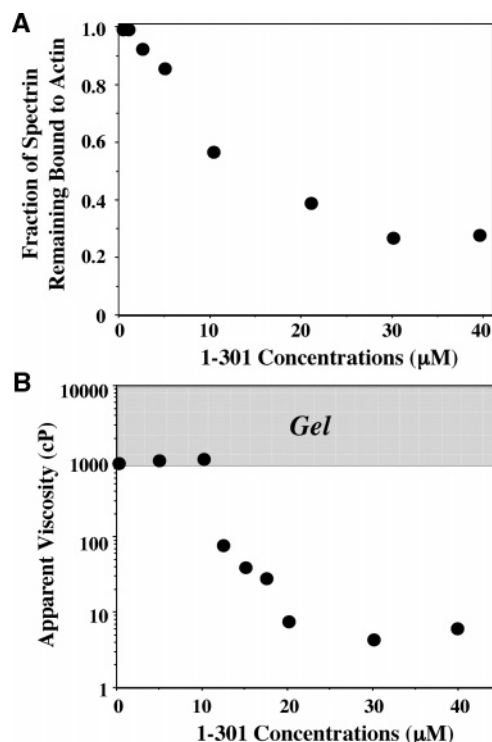 A
Fraction of Spectrin
Remaining Bound to Actin
1.0
0.8
0.6
0.4
0.2
0
0 10 20 30 40
1-301 Concentrations (μM)
B
Apparent Viscosity (cP)
10000
1000
100
10
1
Gel
0 10 20 30 40
1-301 Concentrations (μM)